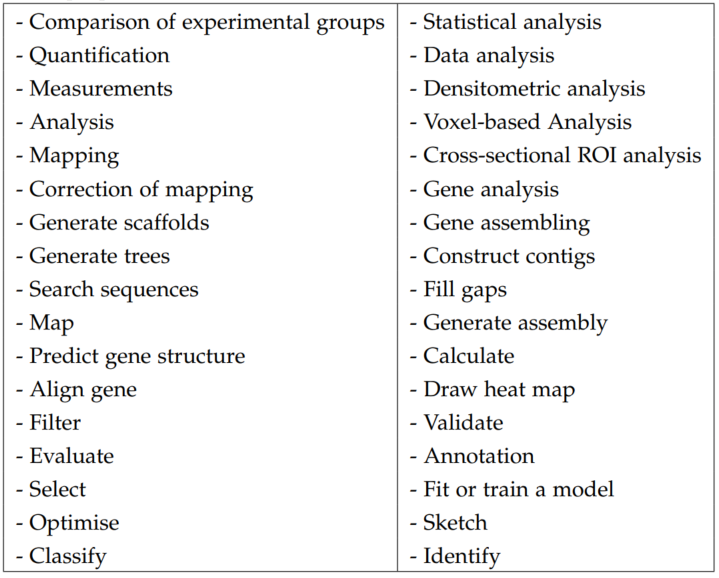 - Comparison of experimental groups
- Quantification
- Measurements
- Analysis
- Mapping
- Correction of mapping
- Generate scaffolds
- Generate trees
- Search sequences
- Map
- Predict gene structure
- Align gene
- Filter
- Evaluate
- Select
- Optimise
- Classify
- Statistical analysis
- Data analysis
- Densitometric analysis
- Voxel-based Analysis
- Cross-sectional ROI analysis
- Gene analysis
- Gene assembling
- Construct contigs
- Fill gaps
- Generate assembly
- Calculate
- Draw heat map
- Validate
- Annotation
- Fit or train a model
- Sketch
- Identify